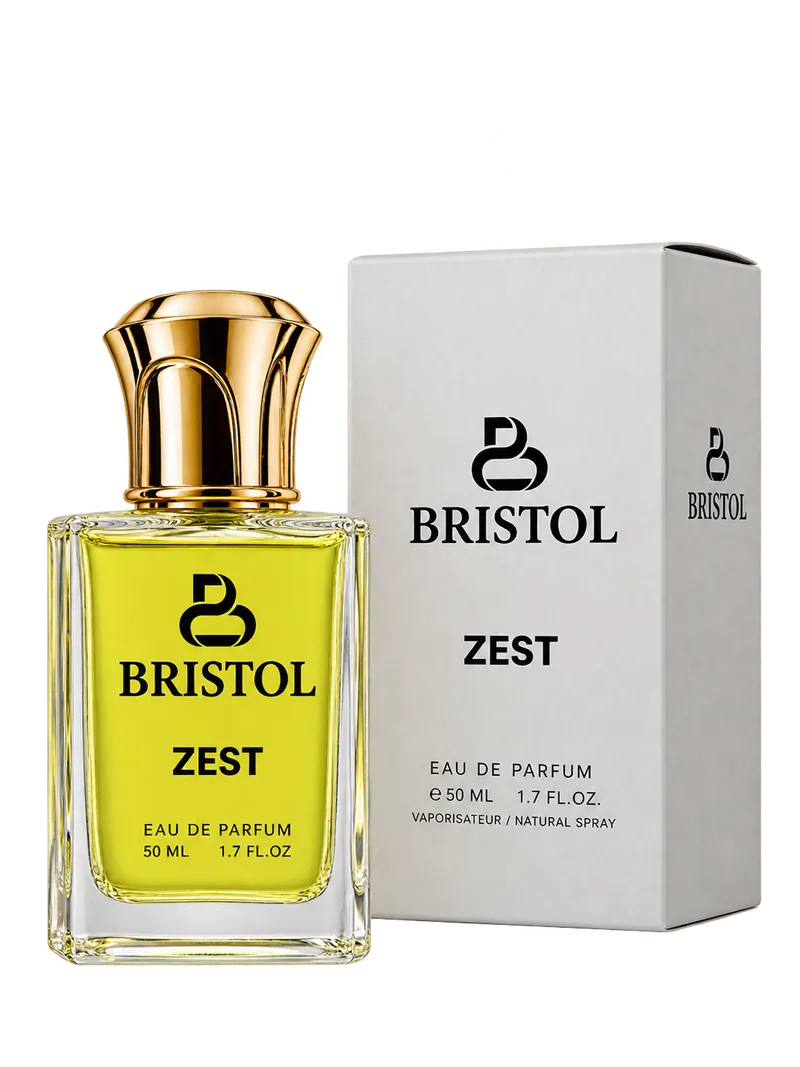 BRISTOL
ZEST
EAU DE PARFUM
50 ML 1.7 FL.OZ
BRISTOL
ZEST
EAU DE PARFUM
℮ 50 ML 1.7 FL.OZ.
VAPORISATEUR / NATURAL SPRAY
BRISTOL